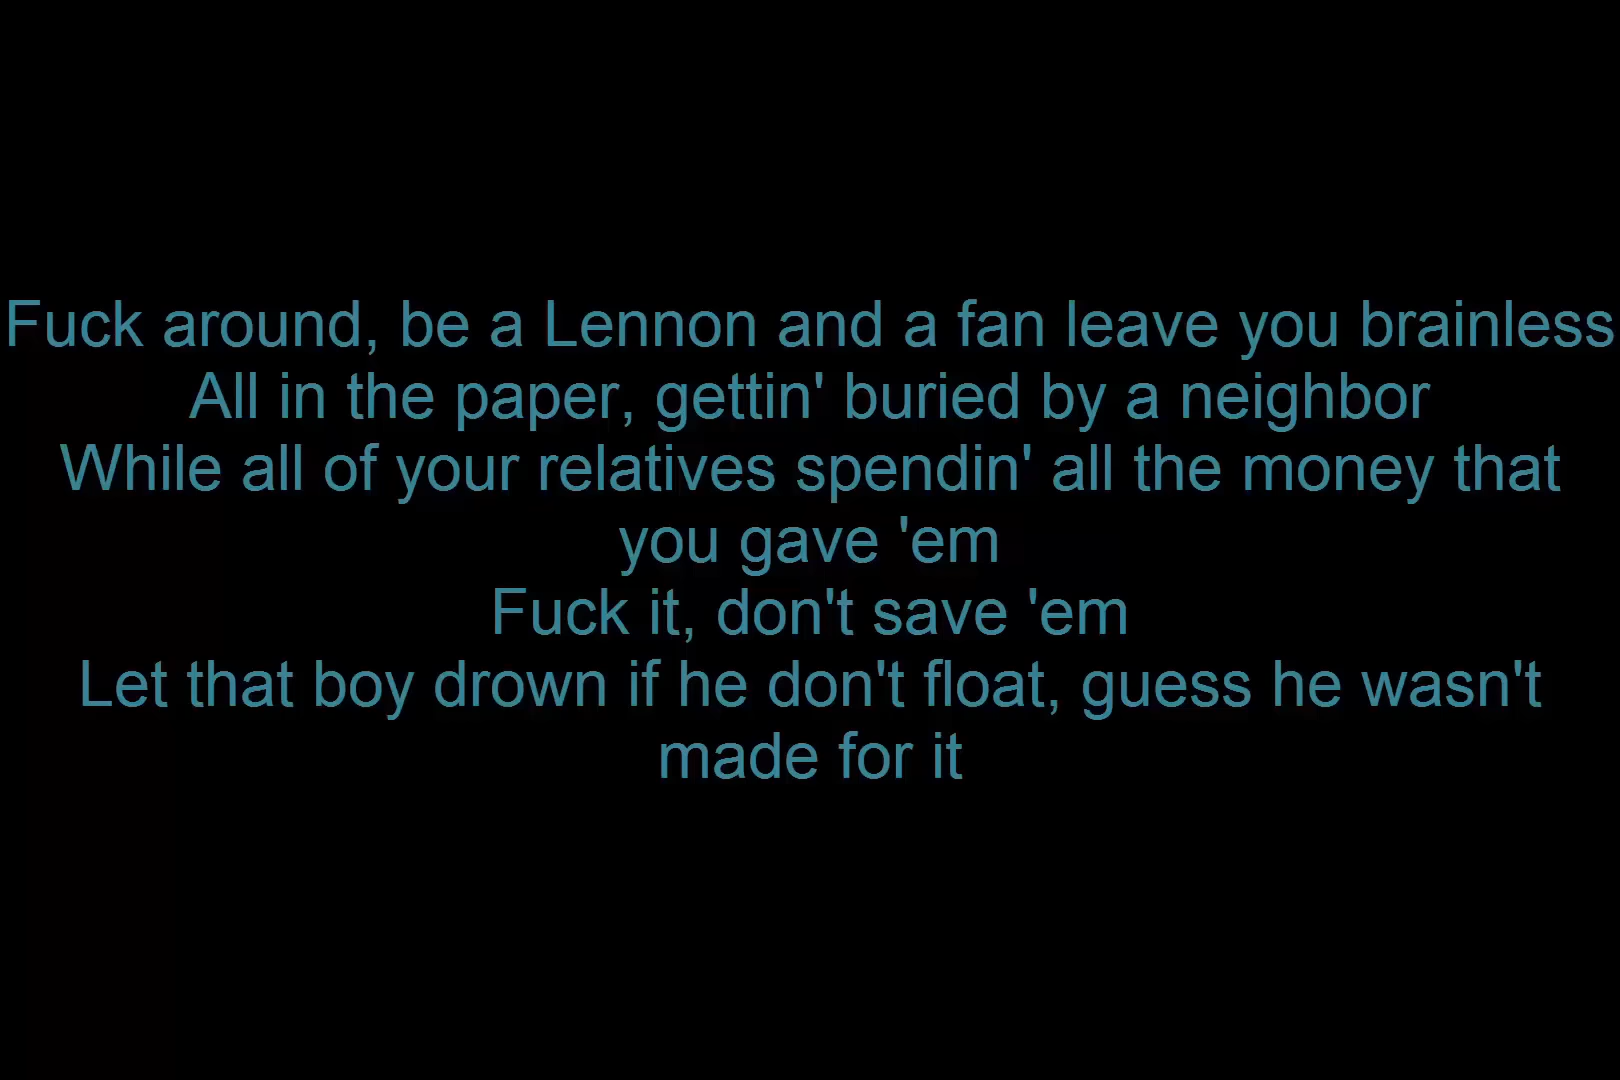 Fuck around, be a Lennon and a fan leave you brainless
All in the paper, gettin' buried by a neighbor
While all of your relatives spendin' all the money that
you gave 'em
Fuck it, don't save 'em
Let that boy drown if he don't float, guess he wasn't
made for it